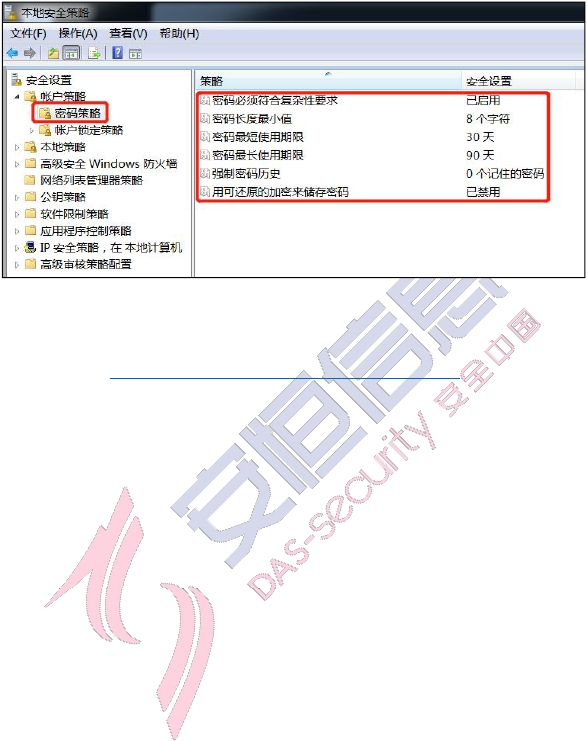 本地安全策略
文件(F) 操作(A) 查看(V) 帮助(H)
安全设置
帐户策略
密码策略
帐户锁定策略
本地策略
高级安全 Windows 防火墙
网络列表管理器策略
公钥策略
软件限制策略
应用程序控制策略
IP 安全策略，在 本地计算机
高级审核策略配置
策略 安全设置
密码必须符合复杂性要求 已启用
密码长度最小值 8 个字符
密码最短使用期限 30 天
密码最长使用期限 90 天
强制密码历史 0 个记住的密码
用可还原的加密来储存密码 已禁用
安恒信息
DAS-security 安全中国